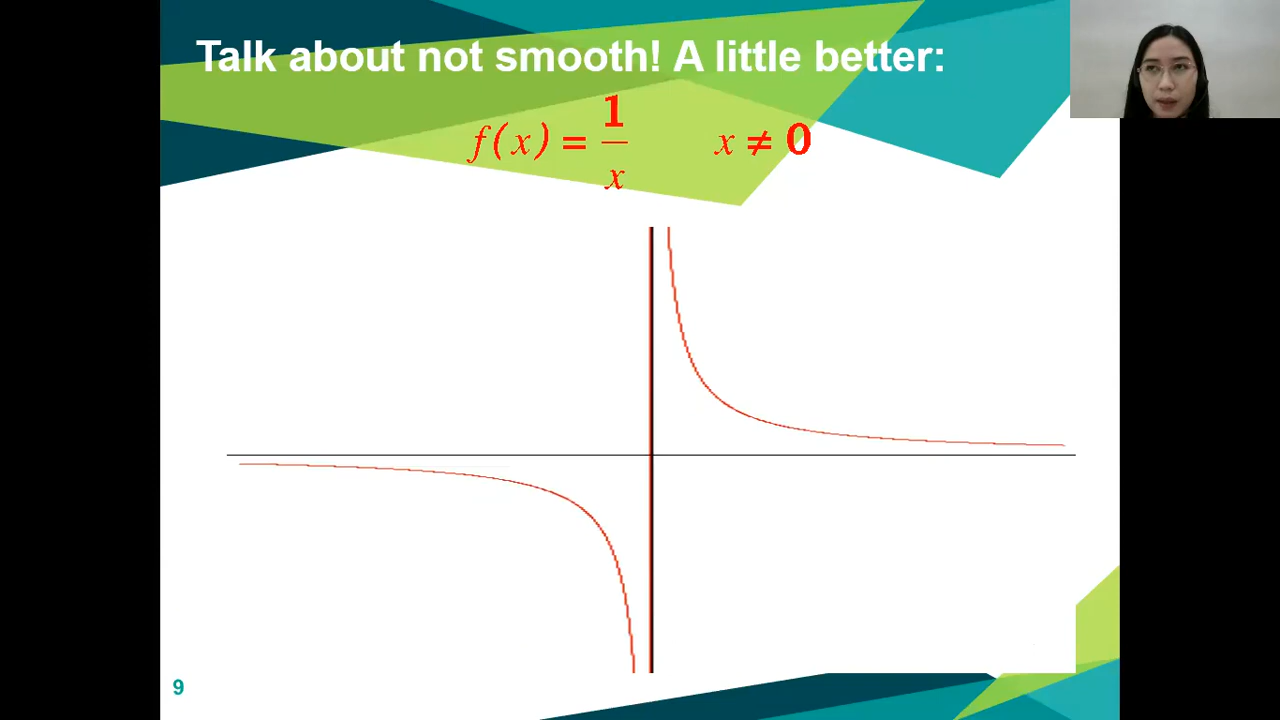 Talk about not smooth! A little better:
f(x) = 1/x x ≠ 0
9